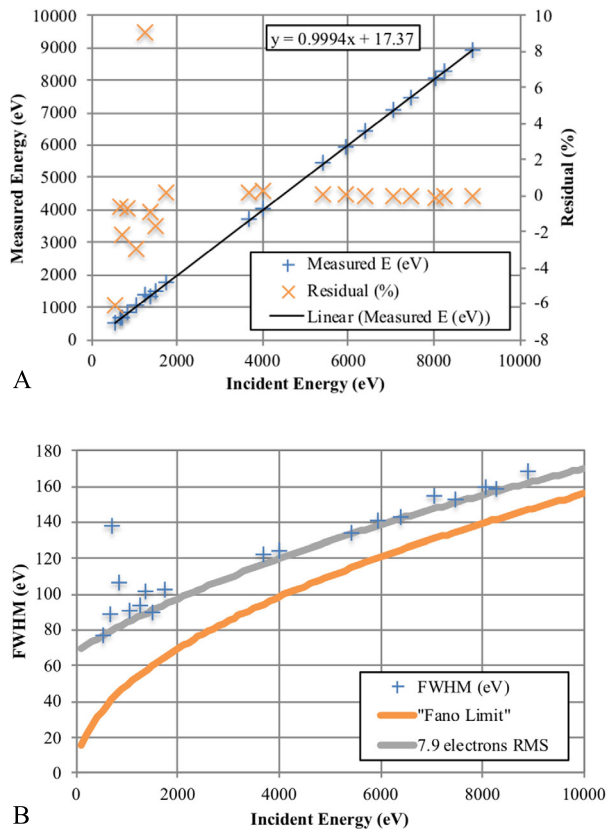 y = 0.9994x + 17.37
Measured Energy (eV)
10000
9000
8000
7000
6000
5000
4000
3000
2000
1000
0
10
8
6
4
2
0
-2
-4
-6
-8
Residual (%)
Measured E (eV)
Residual (%)
Linear (Measured E (eV))
0 2000 4000 6000 8000 10000
Incident Energy (eV)
A
FWHM (eV)
180
160
140
120
100
80
60
40
20
0
FWHM (eV)
"Fano Limit"
7.9 electrons RMS
0 2000 4000 6000 8000 10000
Incident Energy (eV)
B